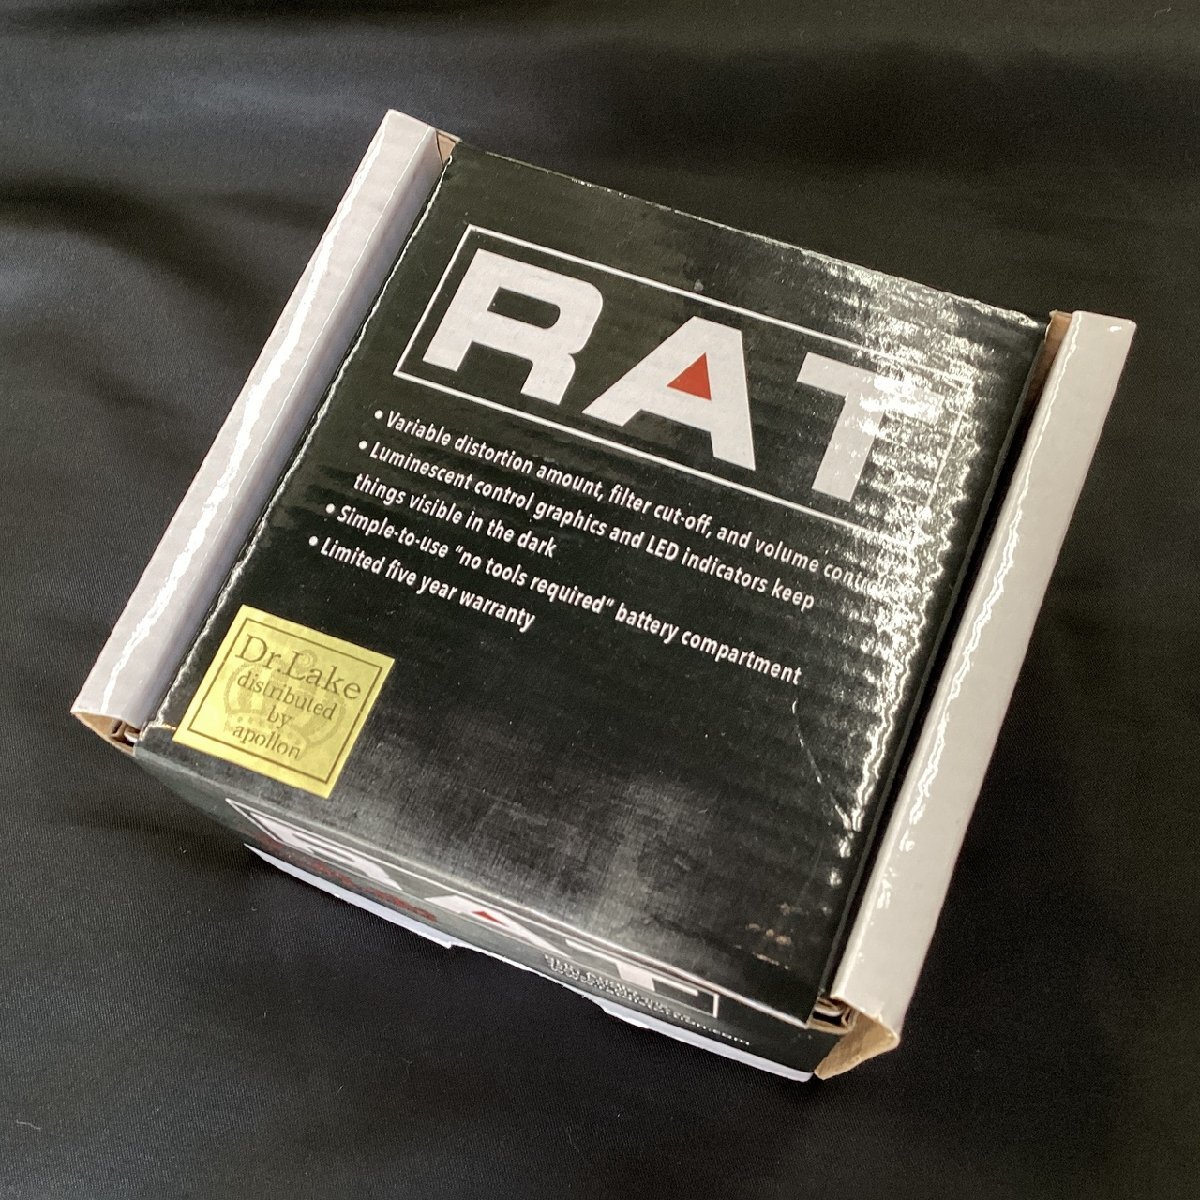 RAT
• Variable distortion amount, filter cut-off, and volume
• Luminescent control graphics and LED indicators keep
things visible in the dark
• Simple-to-use "no tools required" battery compartment
• Limited five year warranty
Dr.Lake
distributed
by
apollon
RAT